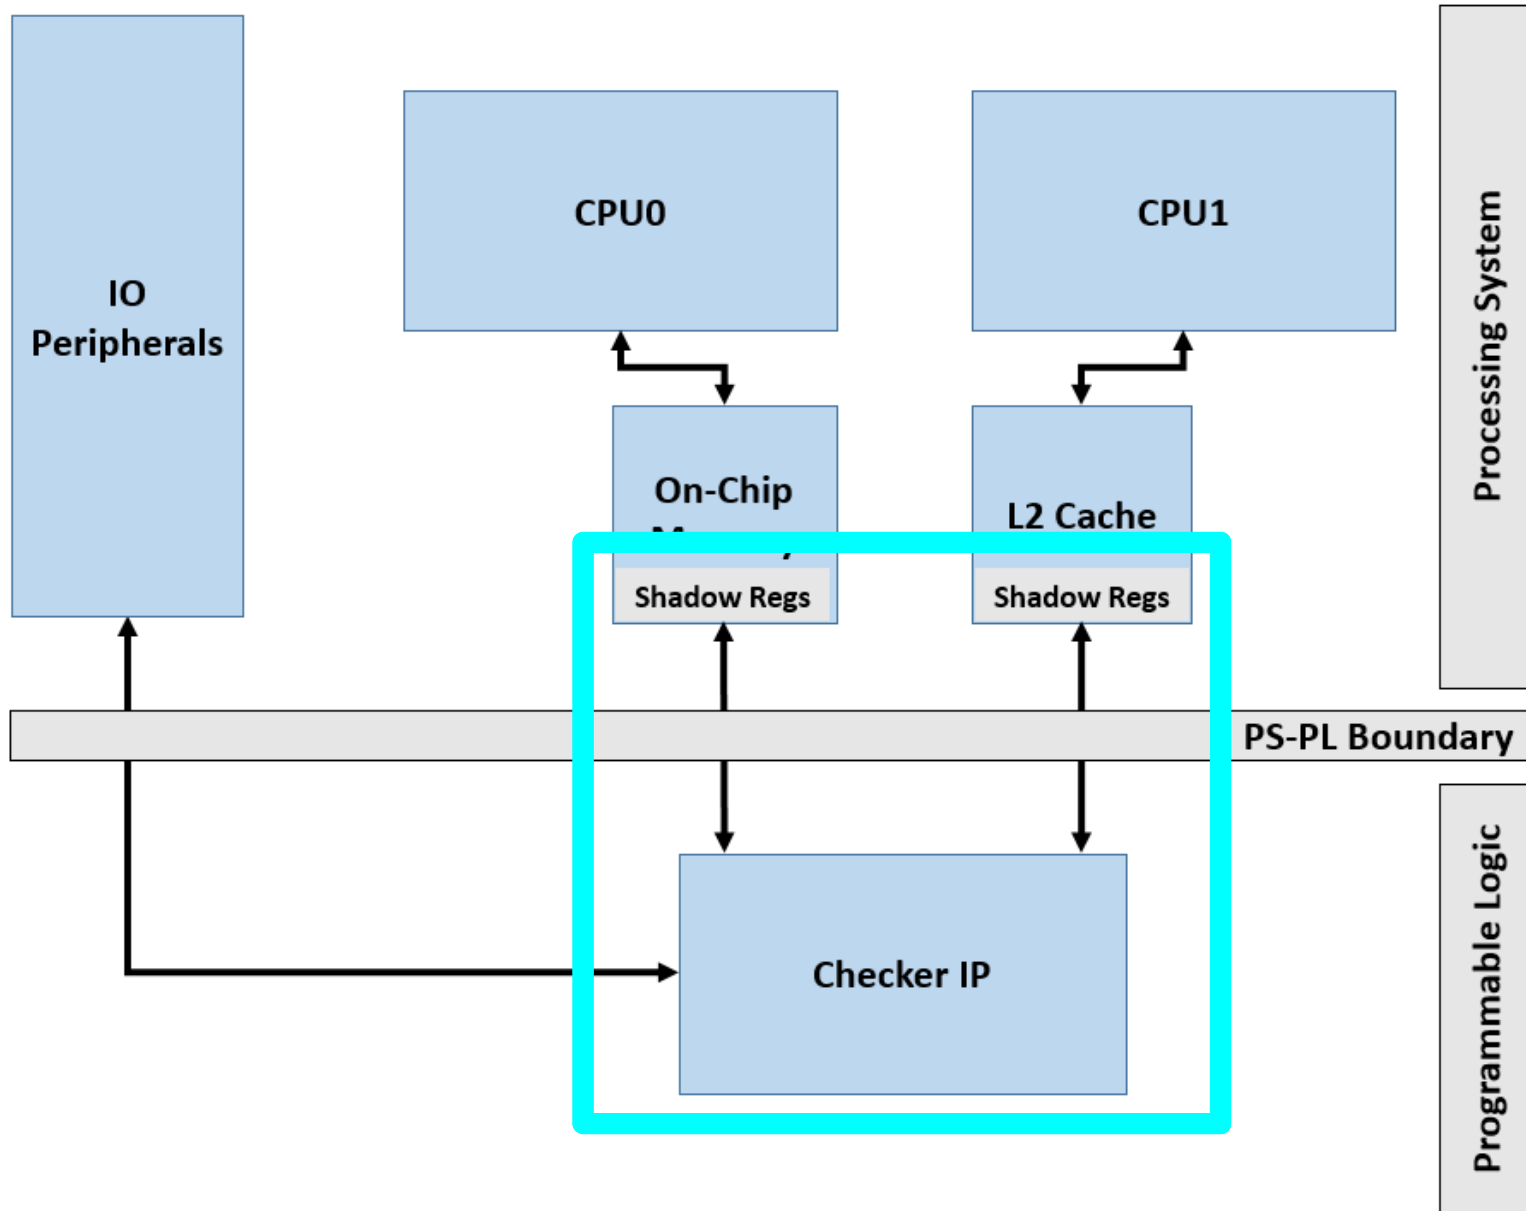 IO
Peripherals
CPU0
CPU1
On-Chip
L2 Cache
Shadow Regs
Shadow Regs
Processing System
PS-PL Boundary
Checker IP
Programmable Logic